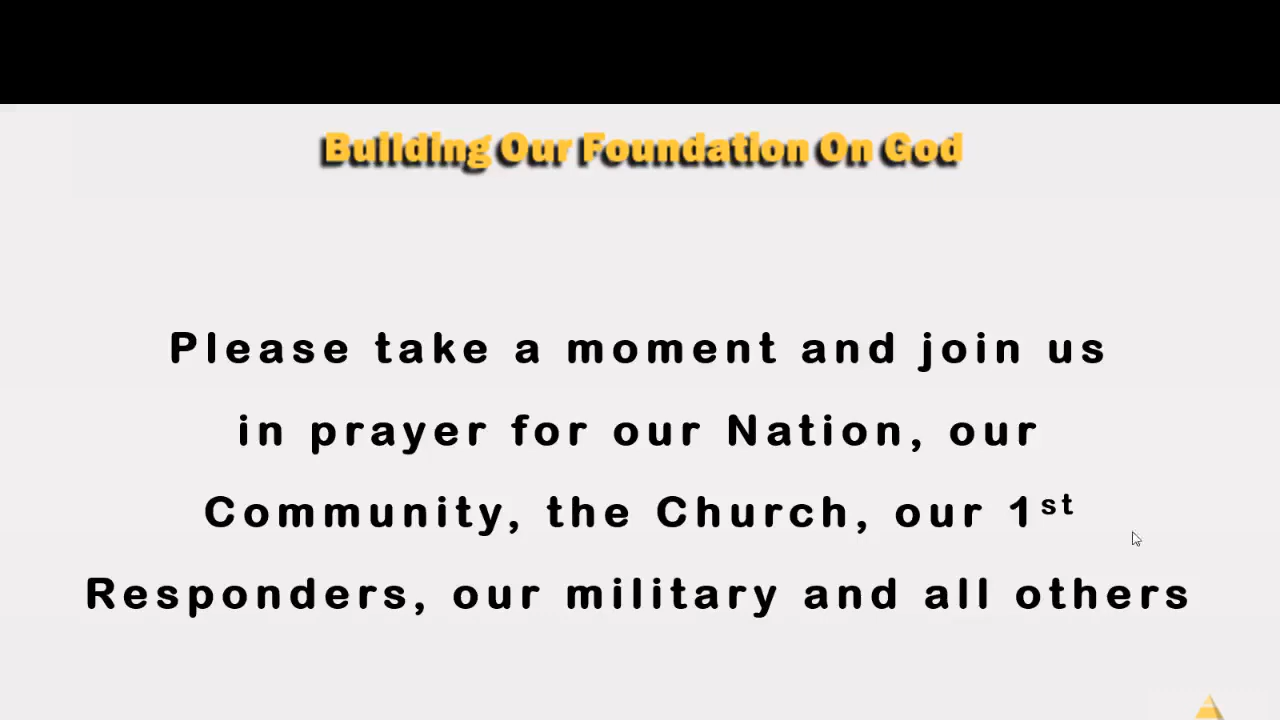 Building Our Foundation On God
Please take a moment and join us
in prayer for our Nation, our
Community, the Church, our 1st
Responders, our military and all others